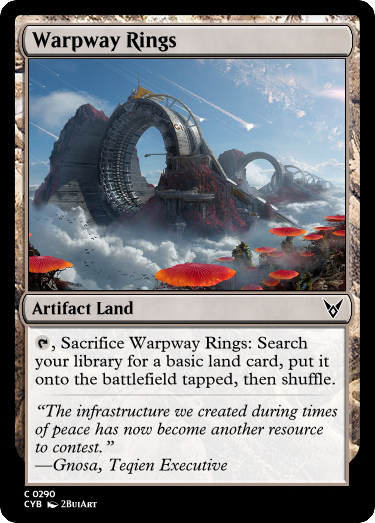 Warpway Rings
Artifact Land
, Sacrifice Warpway Rings: Search
your library for a basic land card, put it
onto the battlefield tapped, then shuffle.
“The infrastructure we created during times
of peace has now become another resource
to contest.”
—Gnosa, Teqien Executive
C 0290
CYB 2BuiArt